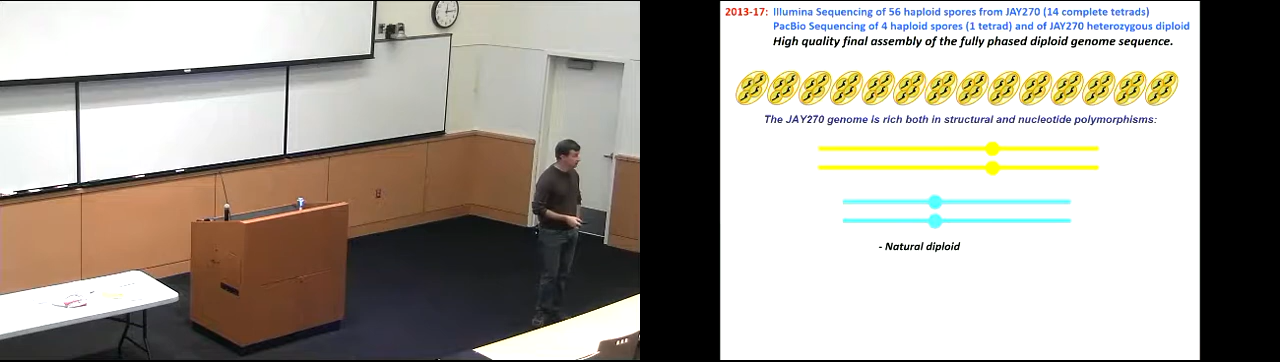 2013-17: Illumina Sequencing of 56 haploid spores from JAY270 (14 complete tetrads)
PacBio Sequencing of 4 haploid spores (1 tetrad) and of JAY270 heterozygous diploid
High quality final assembly of the fully phased diploid genome sequence.
The JAY270 genome is rich both in structural and nucleotide polymorphisms:
- Natural diploid